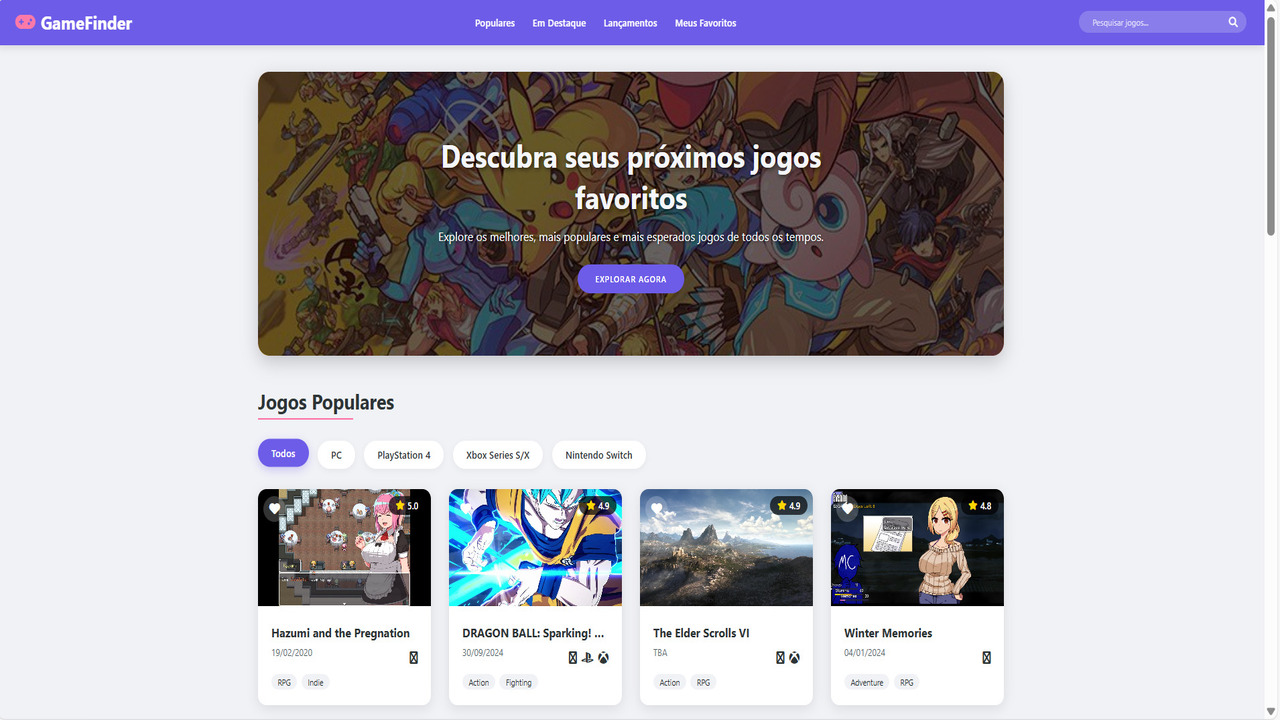 GameFinder
Populares
Em Destaque
Lançamentos
Meus Favoritos
Pesquisar jogos...
Descubra seus próximos jogos
favoritos
Explore os melhores, mais populares e mais esperados jogos de todos os tempos.
EXPLORAR AGORA
Jogos Populares
Todos
PC
PlayStation 4
Xbox Series S/X
Nintendo Switch
5.0
4.9
4.9
4.8
MC
Hazumi and the Pregnation
19/02/2020
RPG
Indie
DRAGON BALL: Sparking! ...
30/09/2024
Action
Fighting
The Elder Scrolls VI
TBA
Action
RPG
Winter Memories
04/01/2024
Adventure
RPG